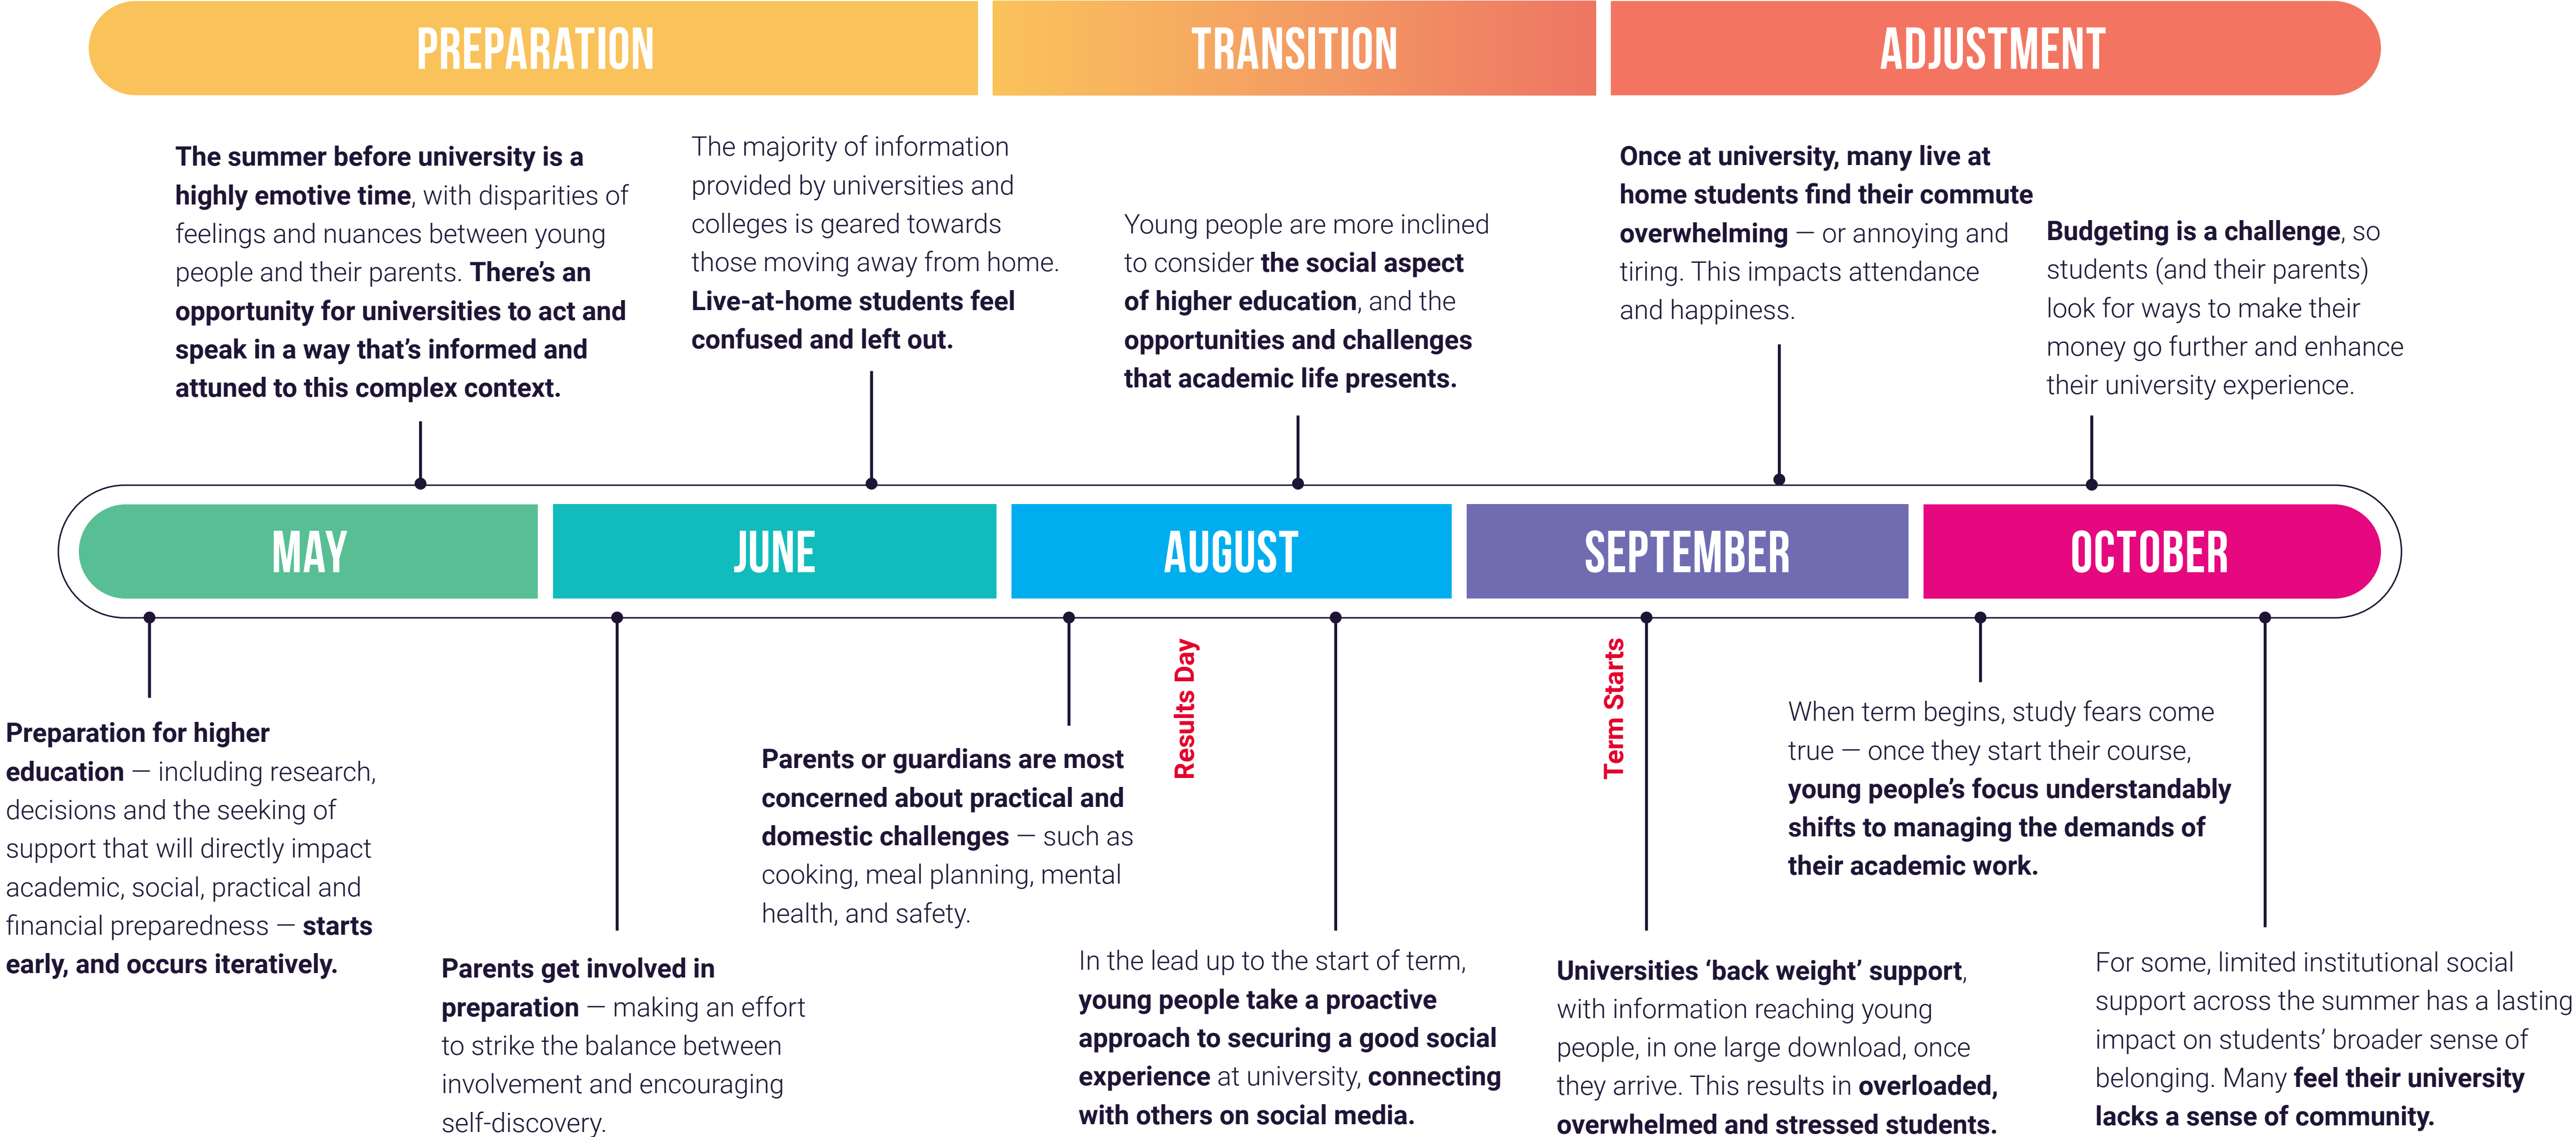 PREPARATION
TRANSITION
ADJUSTMENT
The summer before university is a
highly emotive time, with disparities of
feelings and nuances between young
people and their parents. There’s an
opportunity for universities to act and
speak in a way that’s informed and
attuned to this complex context.
The majority of information
provided by universities and
colleges is geared towards
those moving away from home.
Live-at-home students feel
confused and left out.
Young people are more inclined
to consider the social aspect
of higher education, and the
opportunities and challenges
that academic life presents.
Once at university, many live at
home students find their commute
overwhelming — or annoying and
tiring. This impacts attendance
and happiness.
Budgeting is a challenge, so
students (and their parents)
look for ways to make their
money go further and enhance
their university experience.
MAY
JUNE
AUGUST
SEPTEMBER
OCTOBER
Preparation for higher
education — including research,
decisions and the seeking of
support that will directly impact
academic, social, practical and
financial preparedness — starts
early, and occurs iteratively.
Parents get involved in
preparation — making an effort
to strike the balance between
involvement and encouraging
self-discovery.
Parents or guardians are most
concerned about practical and
domestic challenges — such as
cooking, meal planning, mental
health, and safety.
Results Day
In the lead up to the start of term,
young people take a proactive
approach to securing a good social
experience at university, connecting
with others on social media.
Term Starts
Universities ‘back weight’ support,
with information reaching young
people, in one large download, once
they arrive. This results in overloaded,
overwhelmed and stressed students.
When term begins, study fears come
true — once they start their course,
young people’s focus understandably
shifts to managing the demands of
their academic work.
For some, limited institutional social
support across the summer has a lasting
impact on students’ broader sense of
belonging. Many feel their university
lacks a sense of community.